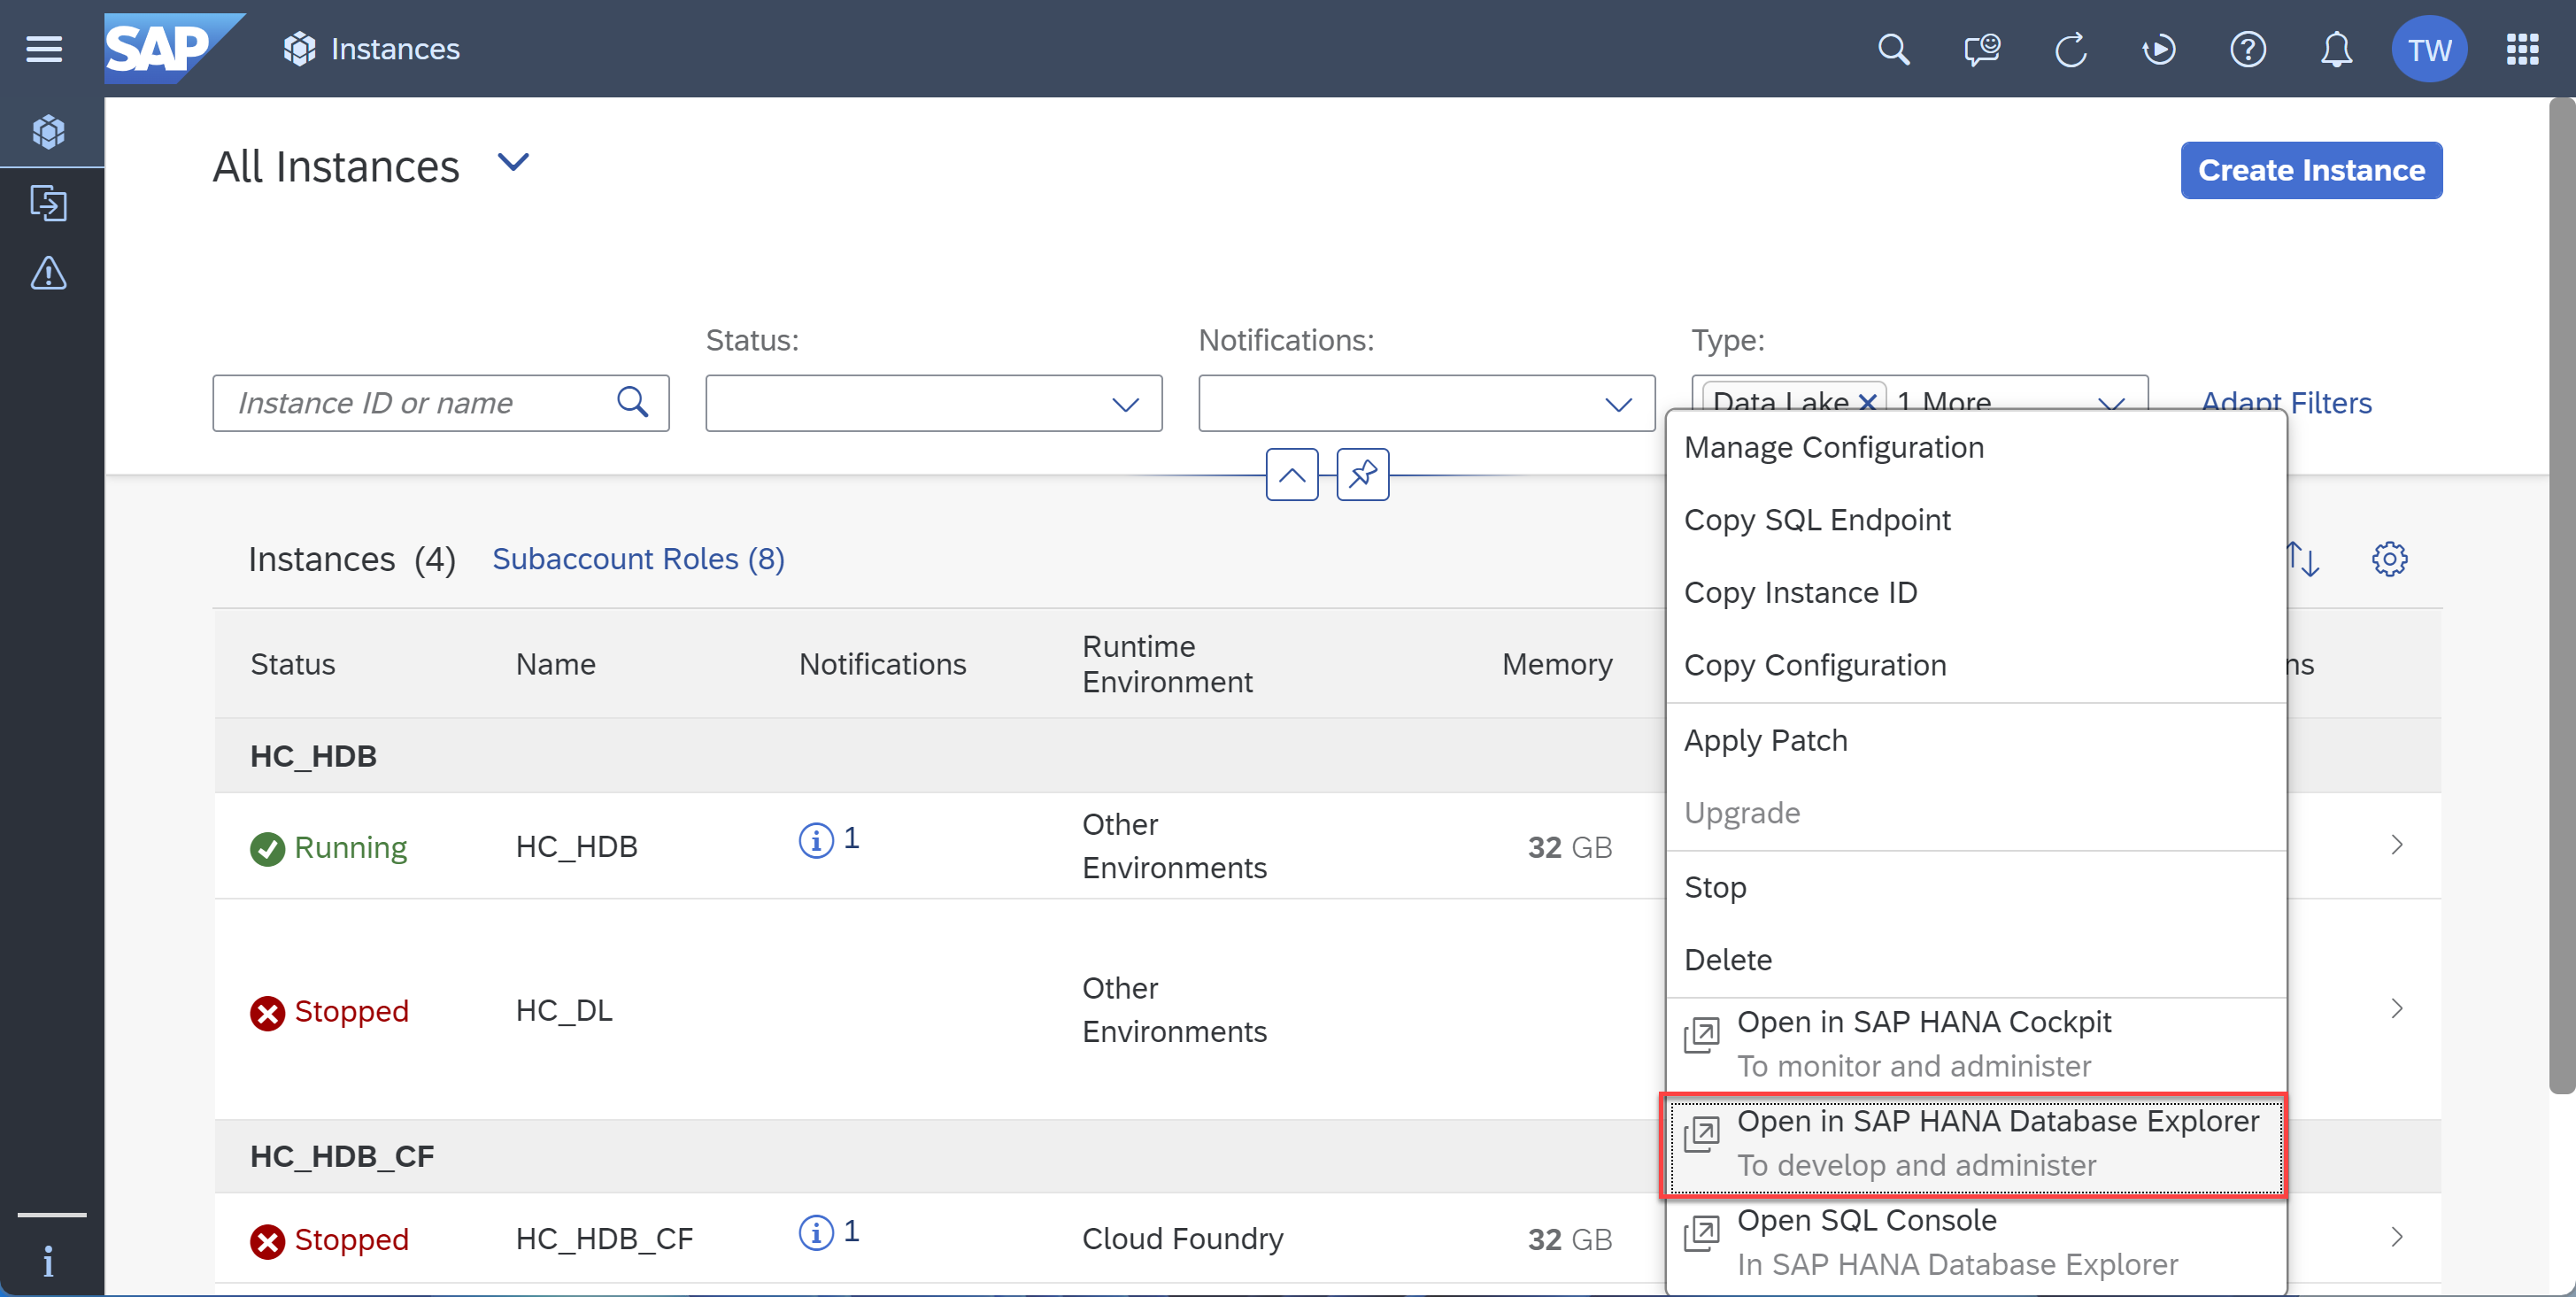 SAP
Instances
TW
All Instances
Create Instance
Status:
Notifications:
Type:
Instance ID or name
Data Lake
1 More
Adapt Filters
Manage Configuration
Copy SQL Endpoint
Copy Instance ID
Copy Configuration
Apply Patch
Upgrade
Stop
Delete
Open in SAP HANA Cockpit
To monitor and administer
Open in SAP HANA Database Explorer
To develop and administer
Open SQL Console
In SAP HANA Database Explorer
Instances (4)
Subaccount Roles (8)
Status
Name
Notifications
Runtime
Environment
Memory
ns
HC_HDB
Running
HC_HDB
1
Other
Environments
32 GB
Stopped
HC_DL
Other
Environments
HC_HDB_CF
Stopped
HC_HDB_CF
1
Cloud Foundry
32 GB